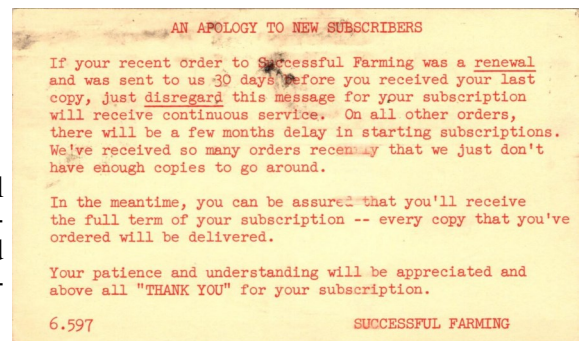 AN APOLOGY TO NEW SUBSCRIBERS
If your recent order to Successful Farming was a renewal
and was sent to us 30 days before you received your last
copy, just disregard this message for your subscription
will receive continuous service. On all other orders,
there will be a few months delay in starting subscriptions.
We've received so many orders recently that we just don't
have enough copies to go around.
In the meantime, you can be assured that you'll receive
the full term of your subscription -- every copy that you've
ordered will be delivered.
Your patience and understanding will be appreciated and
above all "THANK YOU" for your subscription.
6.597 SUCCESSFUL FARMING